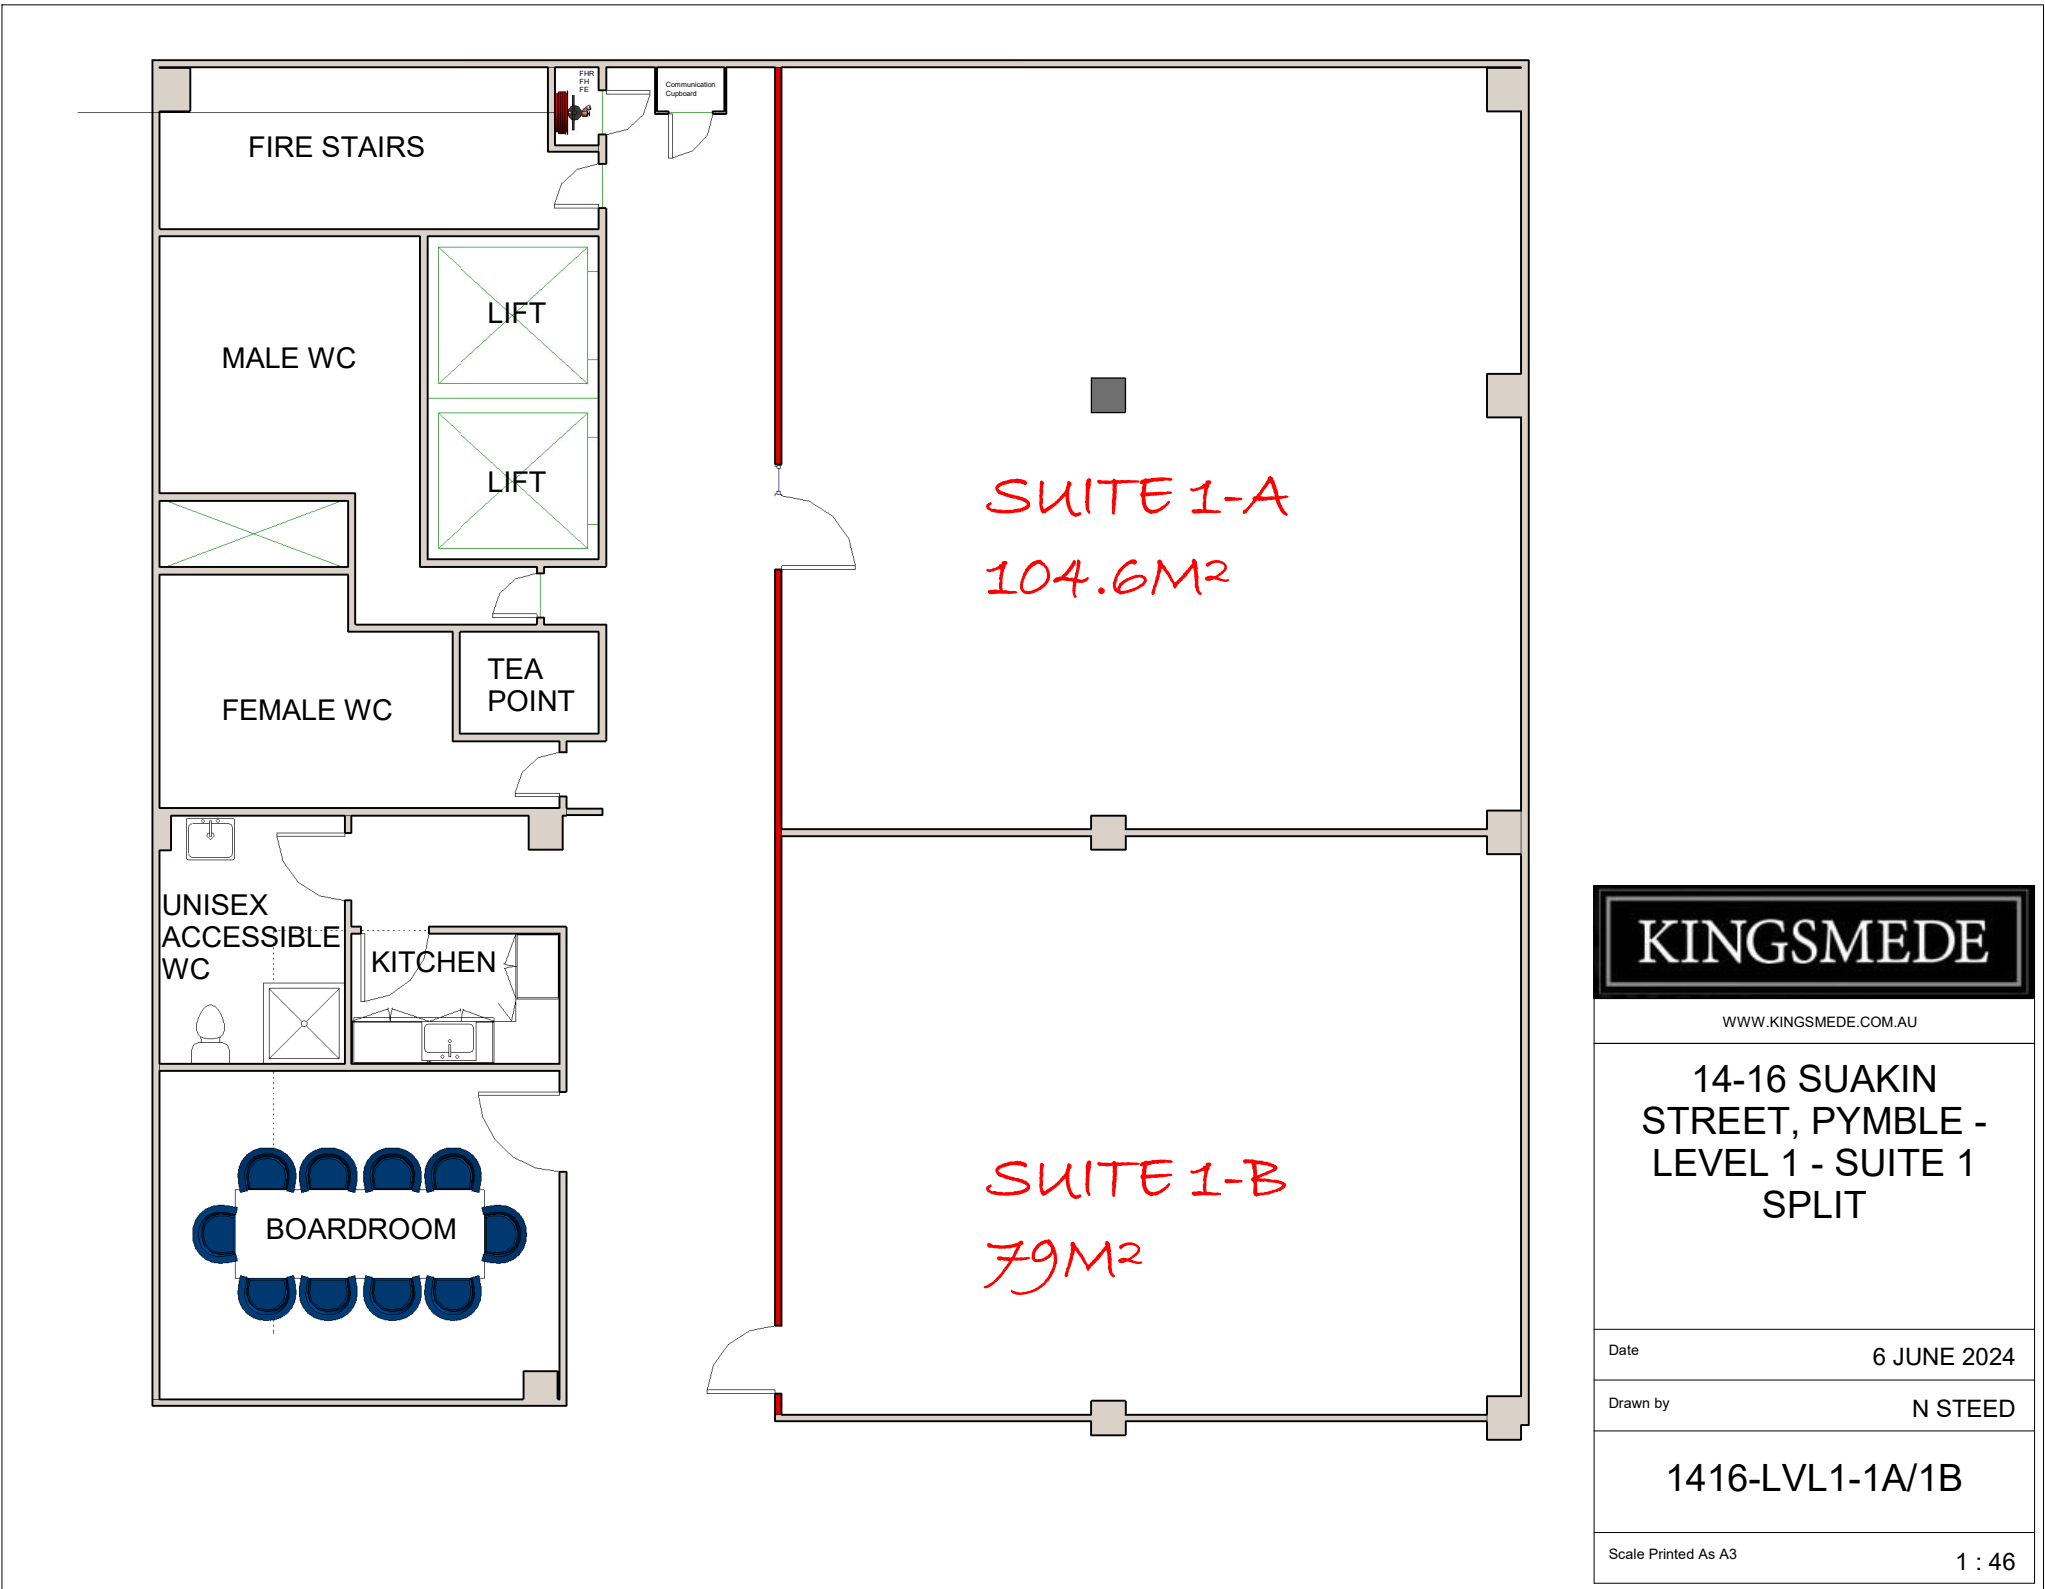 FHR
FH
FE
Communication
Cupboard
FIRE STAIRS
LIFT
MALE WC
LIFT
SUITE 1-A
104.6M²
TEA
POINT
FEMALE WC
UNISEX
ACCESSIBLE
WC
KITCHEN
BOARDROOM
SUITE 1-B
79M²
KINGSMEDE
WWW.KINGSMEDE.COM.AU
14-16 SUAKIN
STREET, PYMBLE -
LEVEL 1 - SUITE 1
SPLIT
Date 6 JUNE 2024
Drawn by N STEED
1416-LVL1-1A/1B
Scale Printed As A3 1 : 46